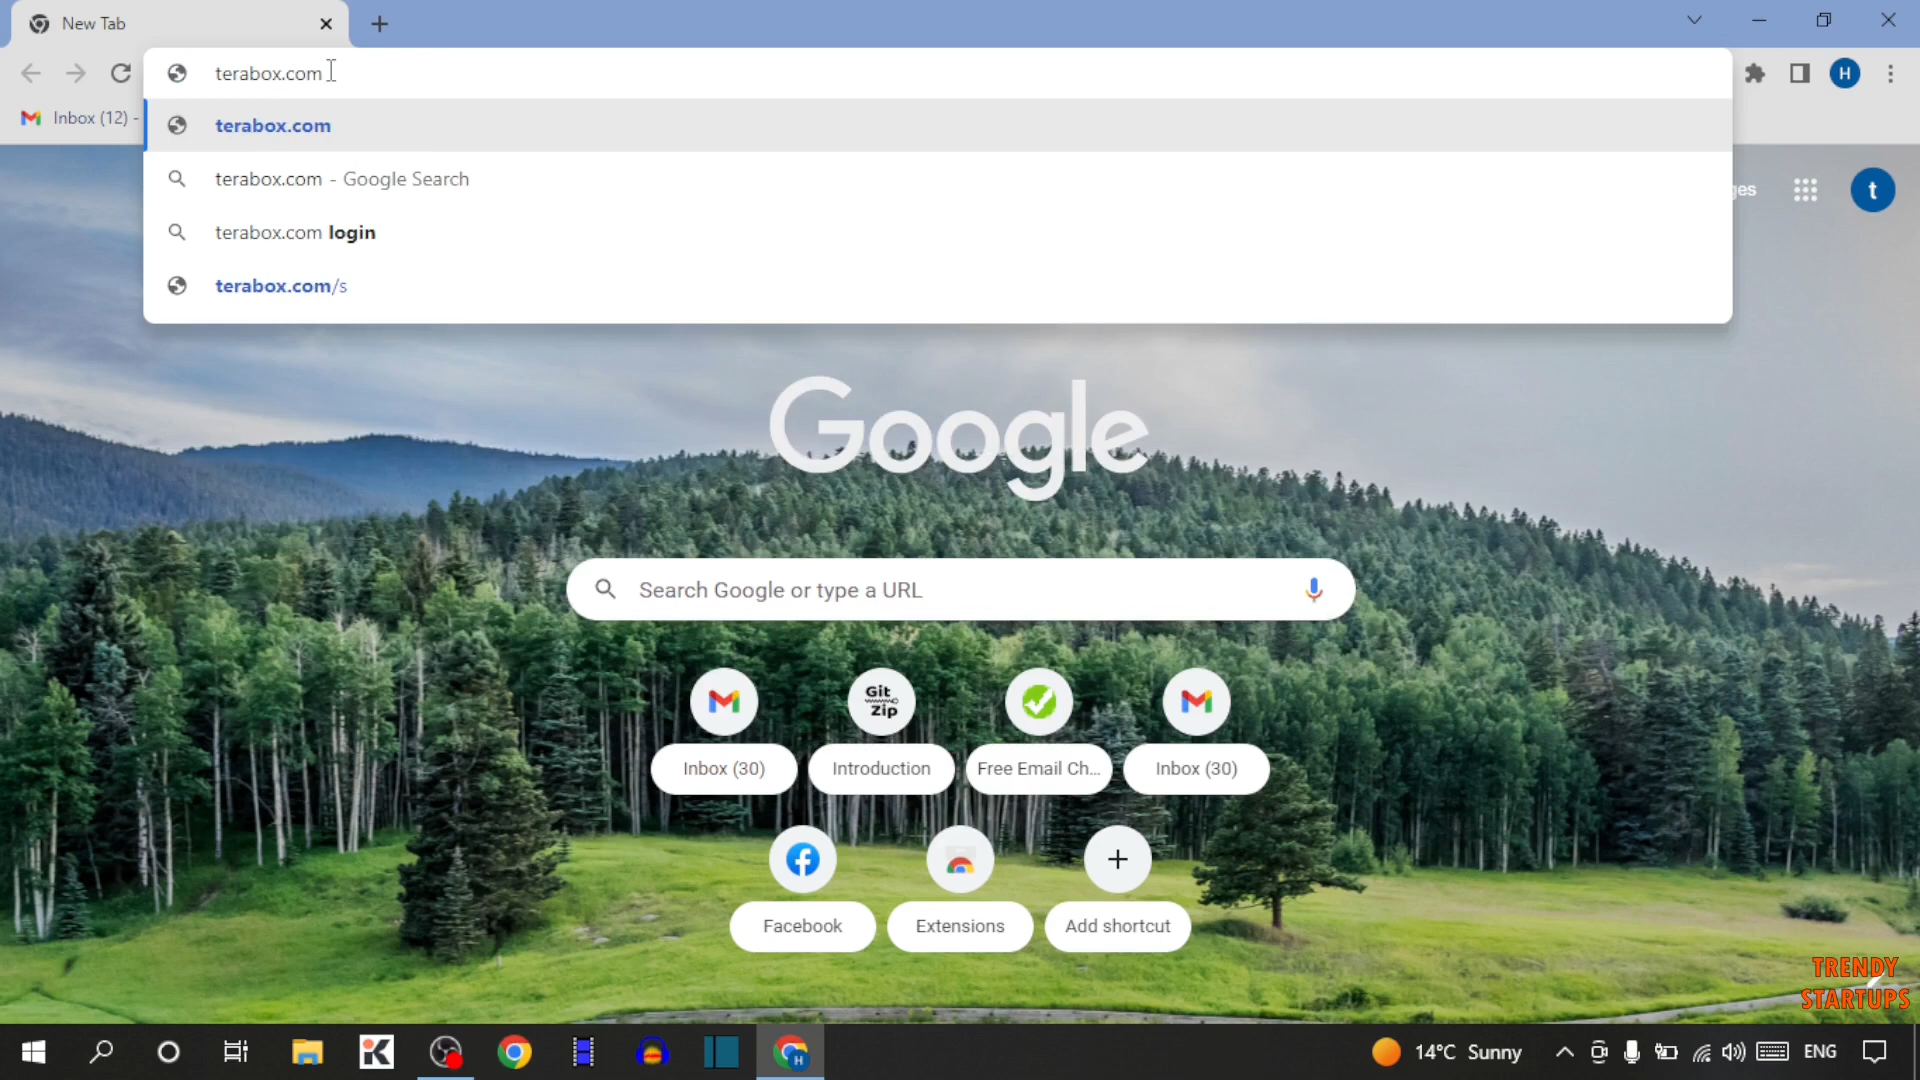 New Tab
terabox.com
Inbox (12) -
terabox.com
terabox.com - Google Search
terabox.com login
terabox.com/s
t
H
Google
Search Google or type a URL
Git
Zip
Inbox (30)
Introduction
Free Email Ch...
Inbox (30)
Facebook
Extensions
Add shortcut
TRENDY
STARTUPS
H
14°C Sunny
ENG